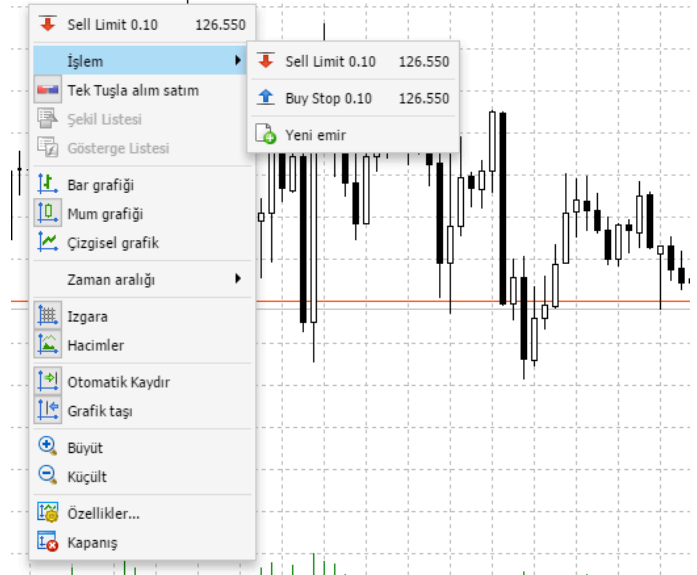 Sell Limit 0.10 126.550
İşlem
Tek Tuşla alım satım
Şekil Listesi
Gösterge Listesi
Bar grafiği
Mum grafiği
Çizgisel grafik
Zaman aralığı
Izgara
Hacimler
Otomatik Kaydır
Grafik taşı
Büyüt
Küçült
Özellikler...
Kapanış
Sell Limit 0.10 126.550
Buy Stop 0.10 126.550
Yeni emir